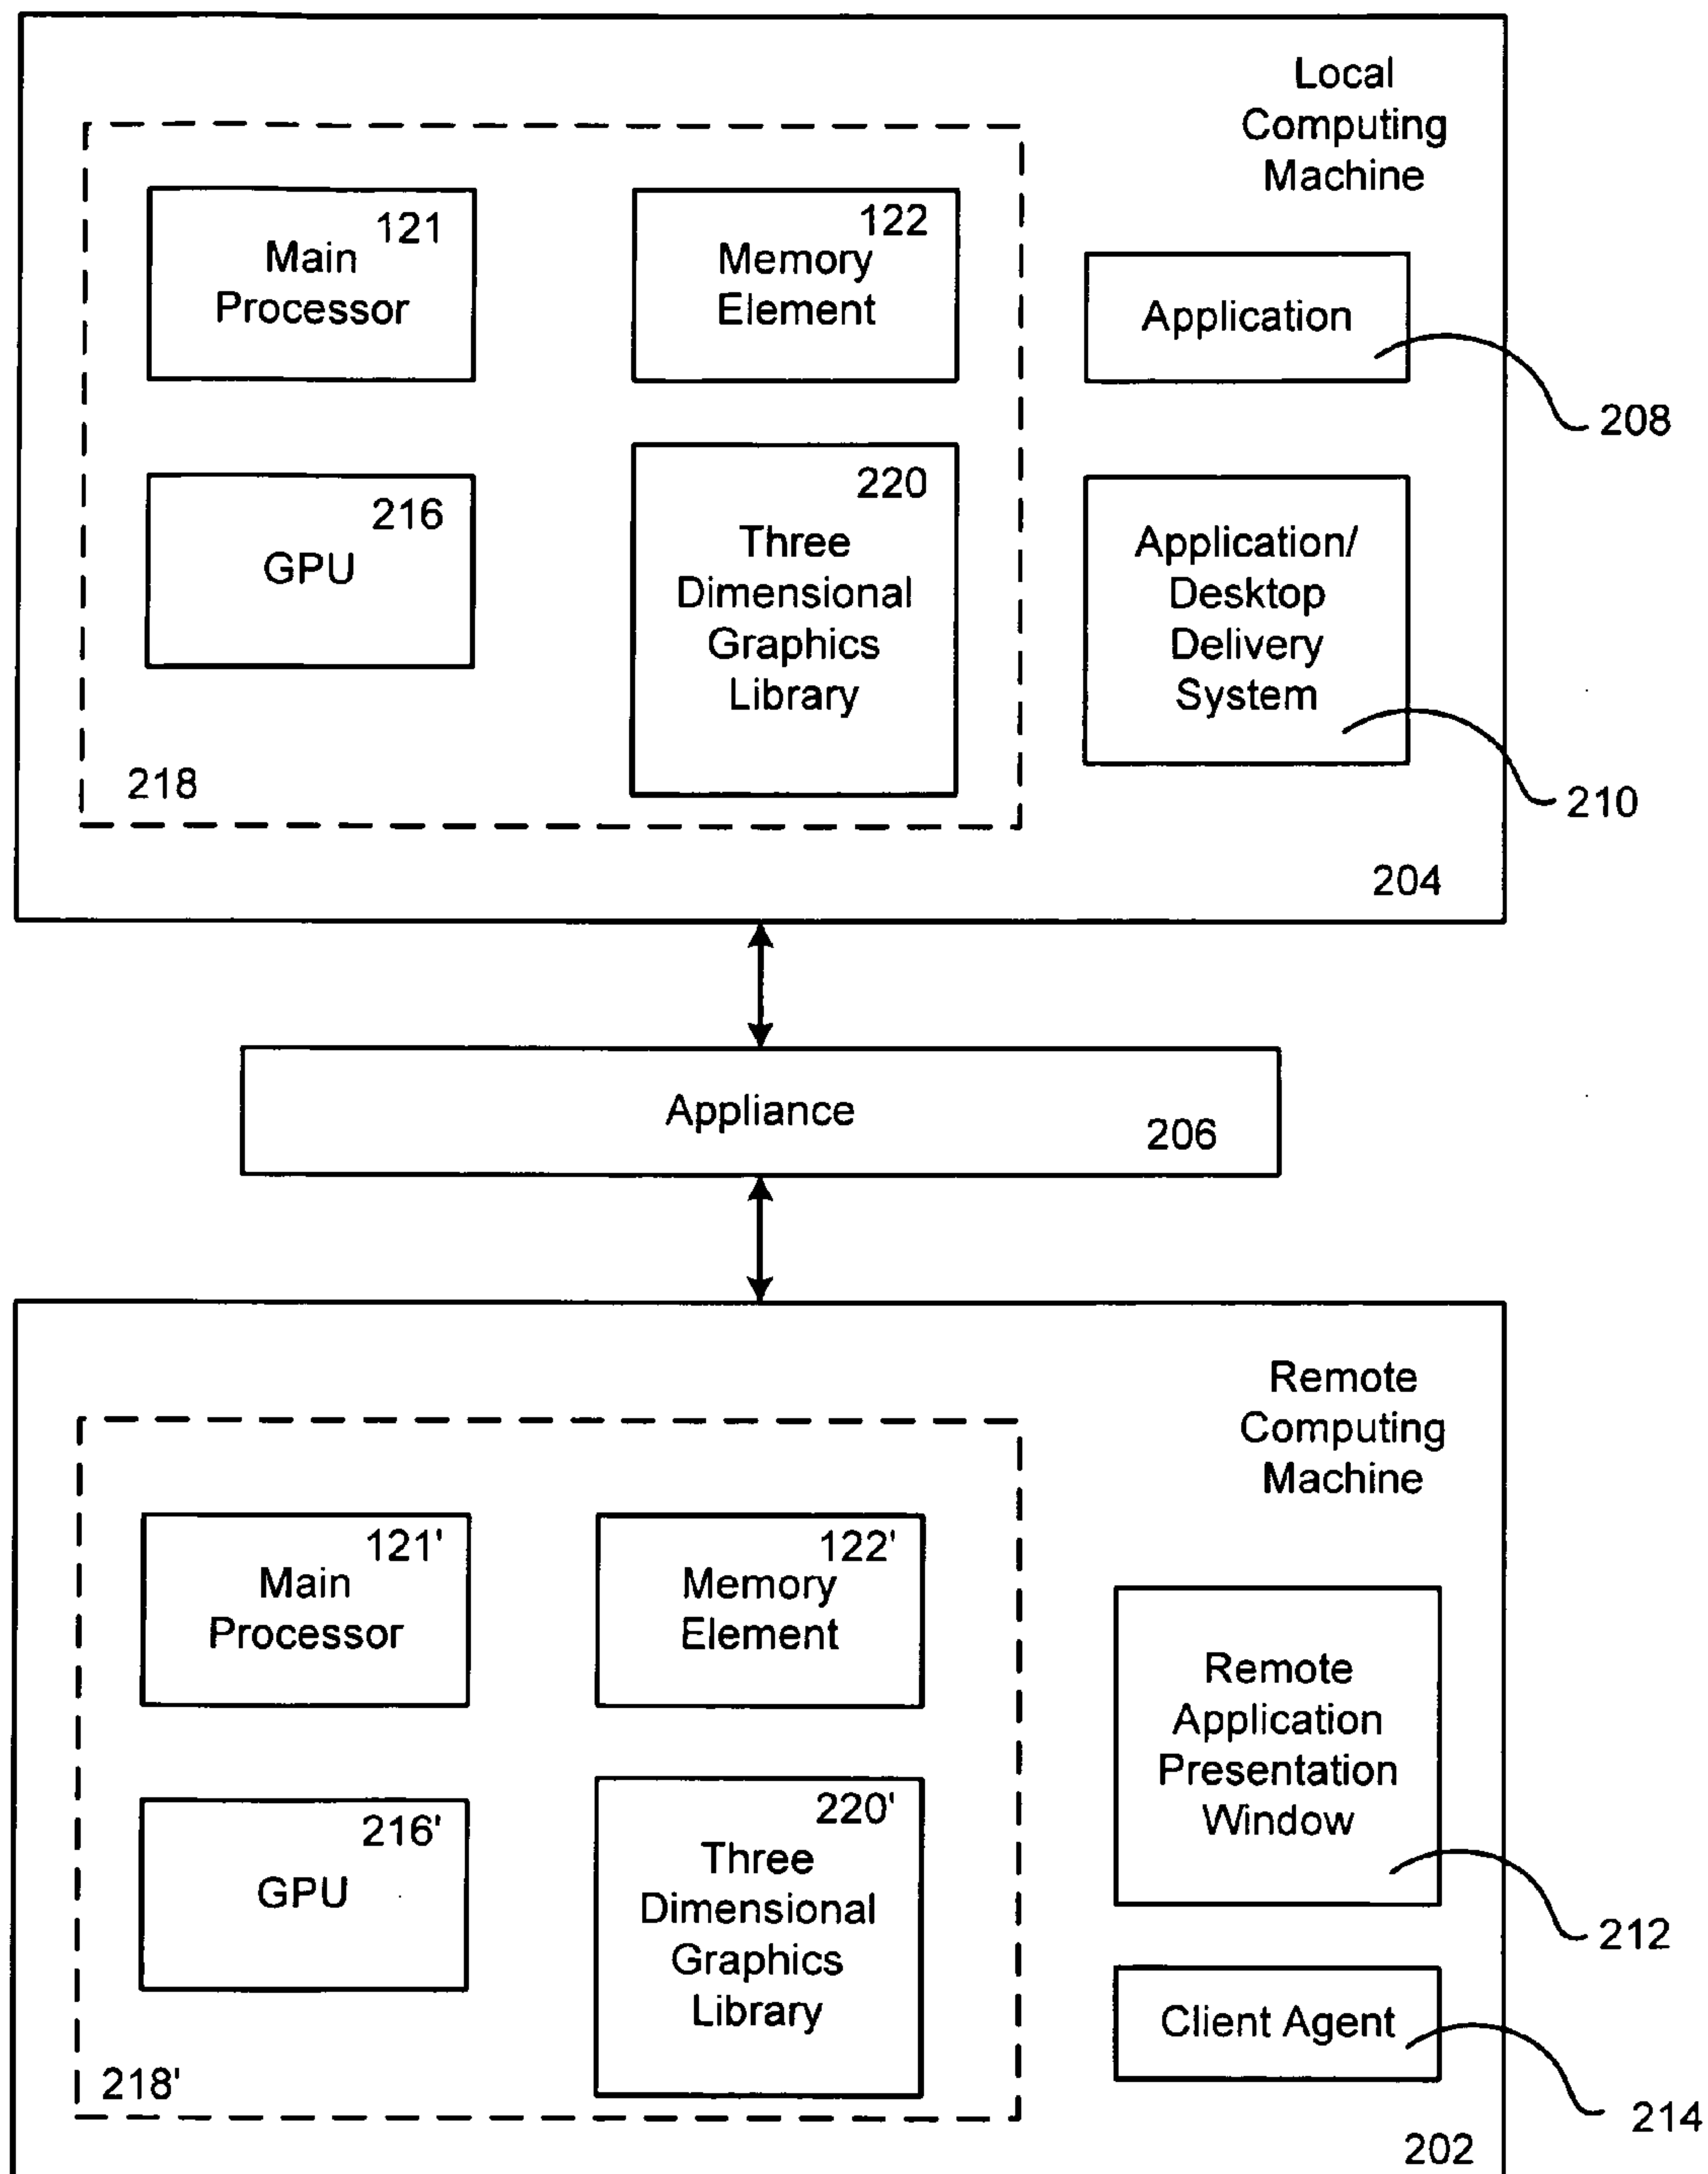 Local
Computing
Machine
121
Main
Processor
122
Memory
Element
Application
208
216
GPU
220
Three
Dimensional
Graphics
Library
Application/
Desktop
Delivery
System
210
218
204
Appliance
206
Remote
Computing
Machine
121'
Main
Processor
122'
Memory
Element
Remote
Application
Presentation
Window
212
216'
GPU
220'
Three
Dimensional
Graphics
Library
Client Agent
214
218'
202